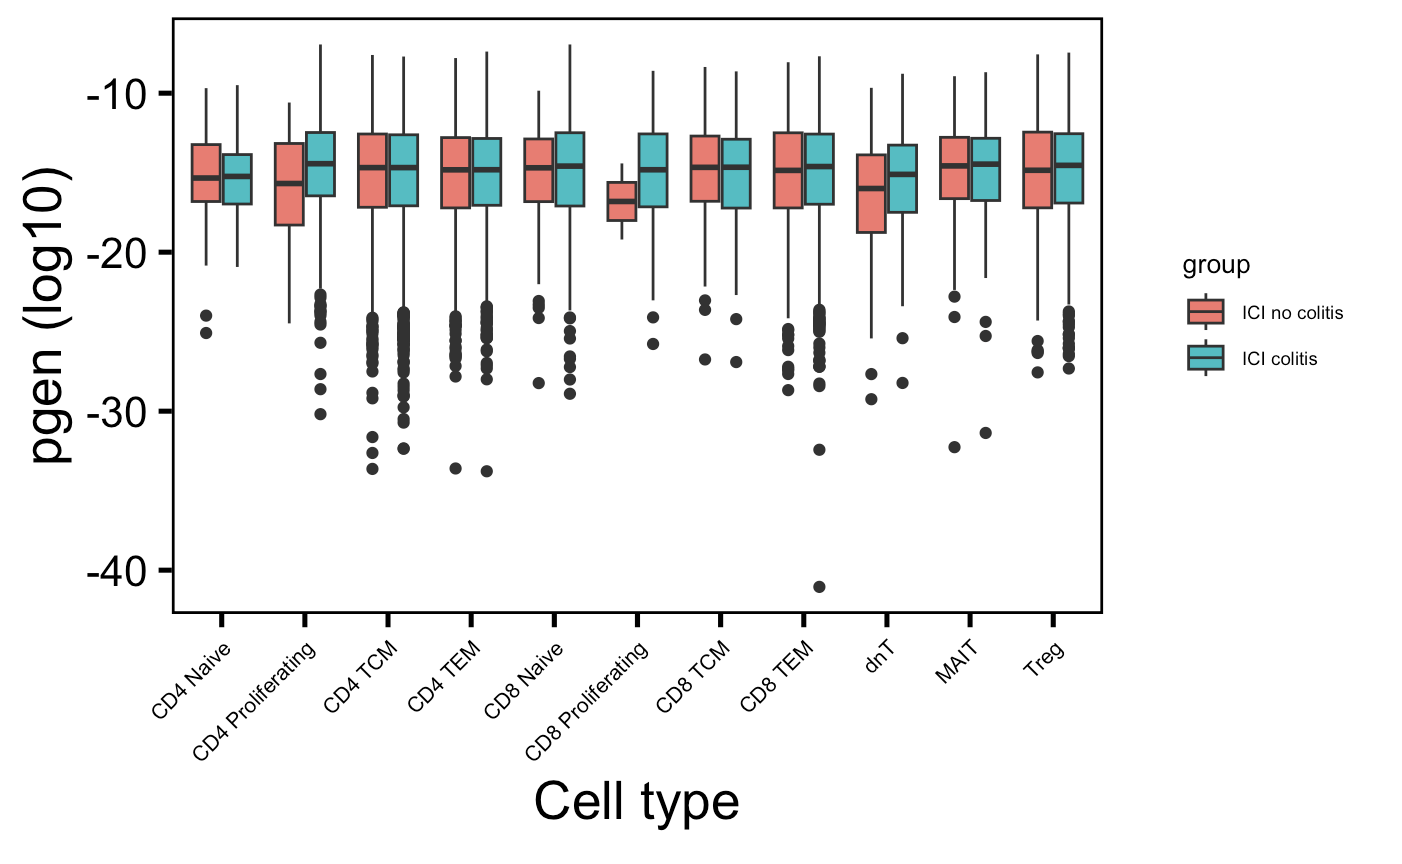 pgen (log10)
-10
-20
-30
-40
CD4 Naive
CD4 Proliferating
CD4 TCM
CD4 TEM
CD8 Naive
CD8 Proliferating
CD8 TCM
CD8 TEM
dnT
MAIT
Treg
Cell type
group
ICI no colitis
ICI colitis